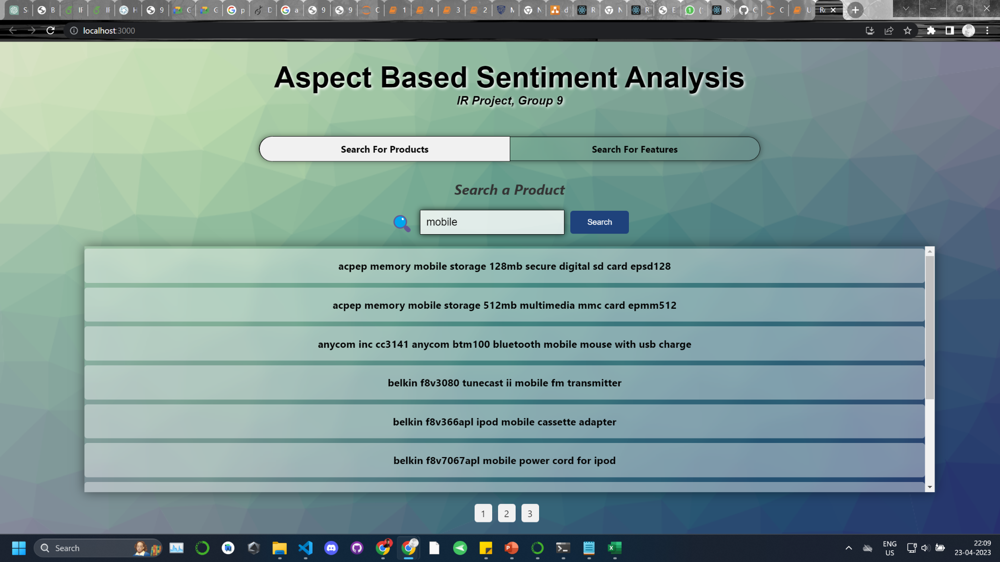 localhost:3000
Aspect Based Sentiment Analysis
IR Project, Group 9
Search For Products
Search For Features
Search a Product
mobile
Search
acpep memory mobile storage 128mb secure digital sd card epsd128
acpep memory mobile storage 512mb multimedia mmc card epmm512
anycom inc cc3141 anycom btm100 bluetooth mobile mouse with usb charge
belkin f8v3080 tunecast ii mobile fm transmitter
belkin f8v366apl ipod mobile cassette adapter
belkin f8v7067apl mobile power cord for ipod
1 2 3
Search
ENG
US
22:09
23-04-2023